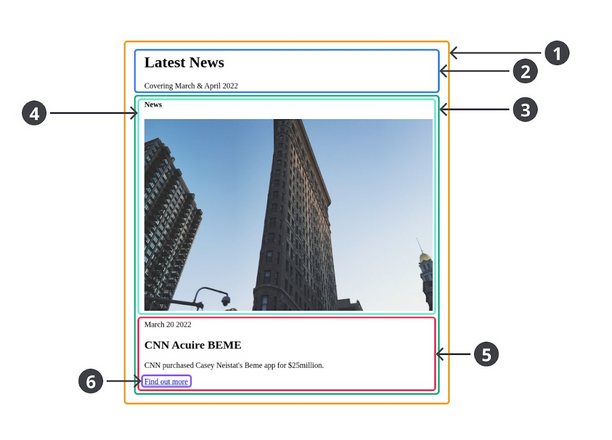 1
Latest News
2
Covering March & April 2022
News
3
4
March 20 2022
CNN Acuire BEME
5
CNN purchased Casey Neistat's Beme app for $25million.
6
Find out more